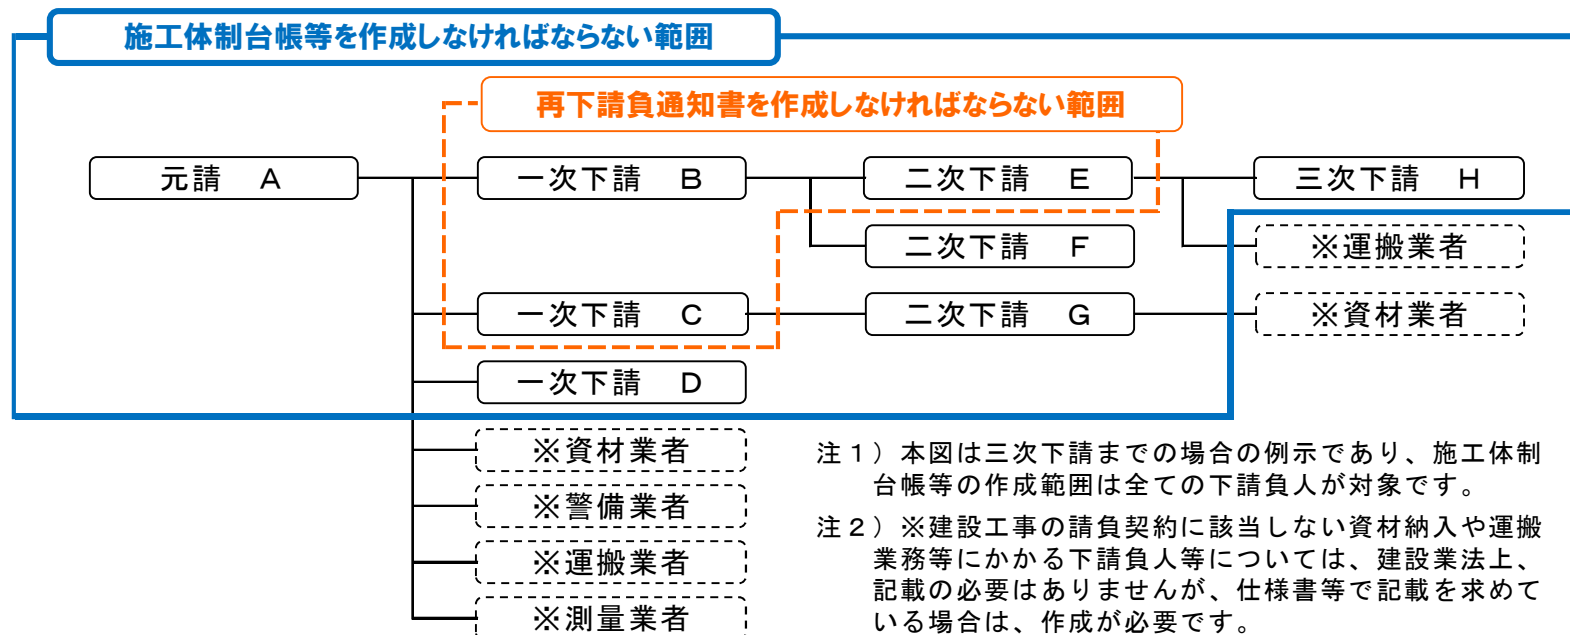 施工体制台帳等を作成しなければならない範囲
再下請負通知書を作成しなければならない範囲
元請　A
一次下請　B
二次下請　E
三次下請　H
二次下請　F
※運搬業者
一次下請　C
二次下請　G
※資材業者
一次下請　D
※資材業者
※警備業者
※運搬業者
※測量業者
注１）本図は三次下請までの場合の例示であり、施工体制
台帳等の作成範囲は全ての下請負人が対象です。
注２）※建設工事の請負契約に該当しない資材納入や運搬
業務等にかかる下請負人等については、建設業法上、
記載の必要はありませんが、仕様書等で記載を求めて
いる場合は、作成が必要です。